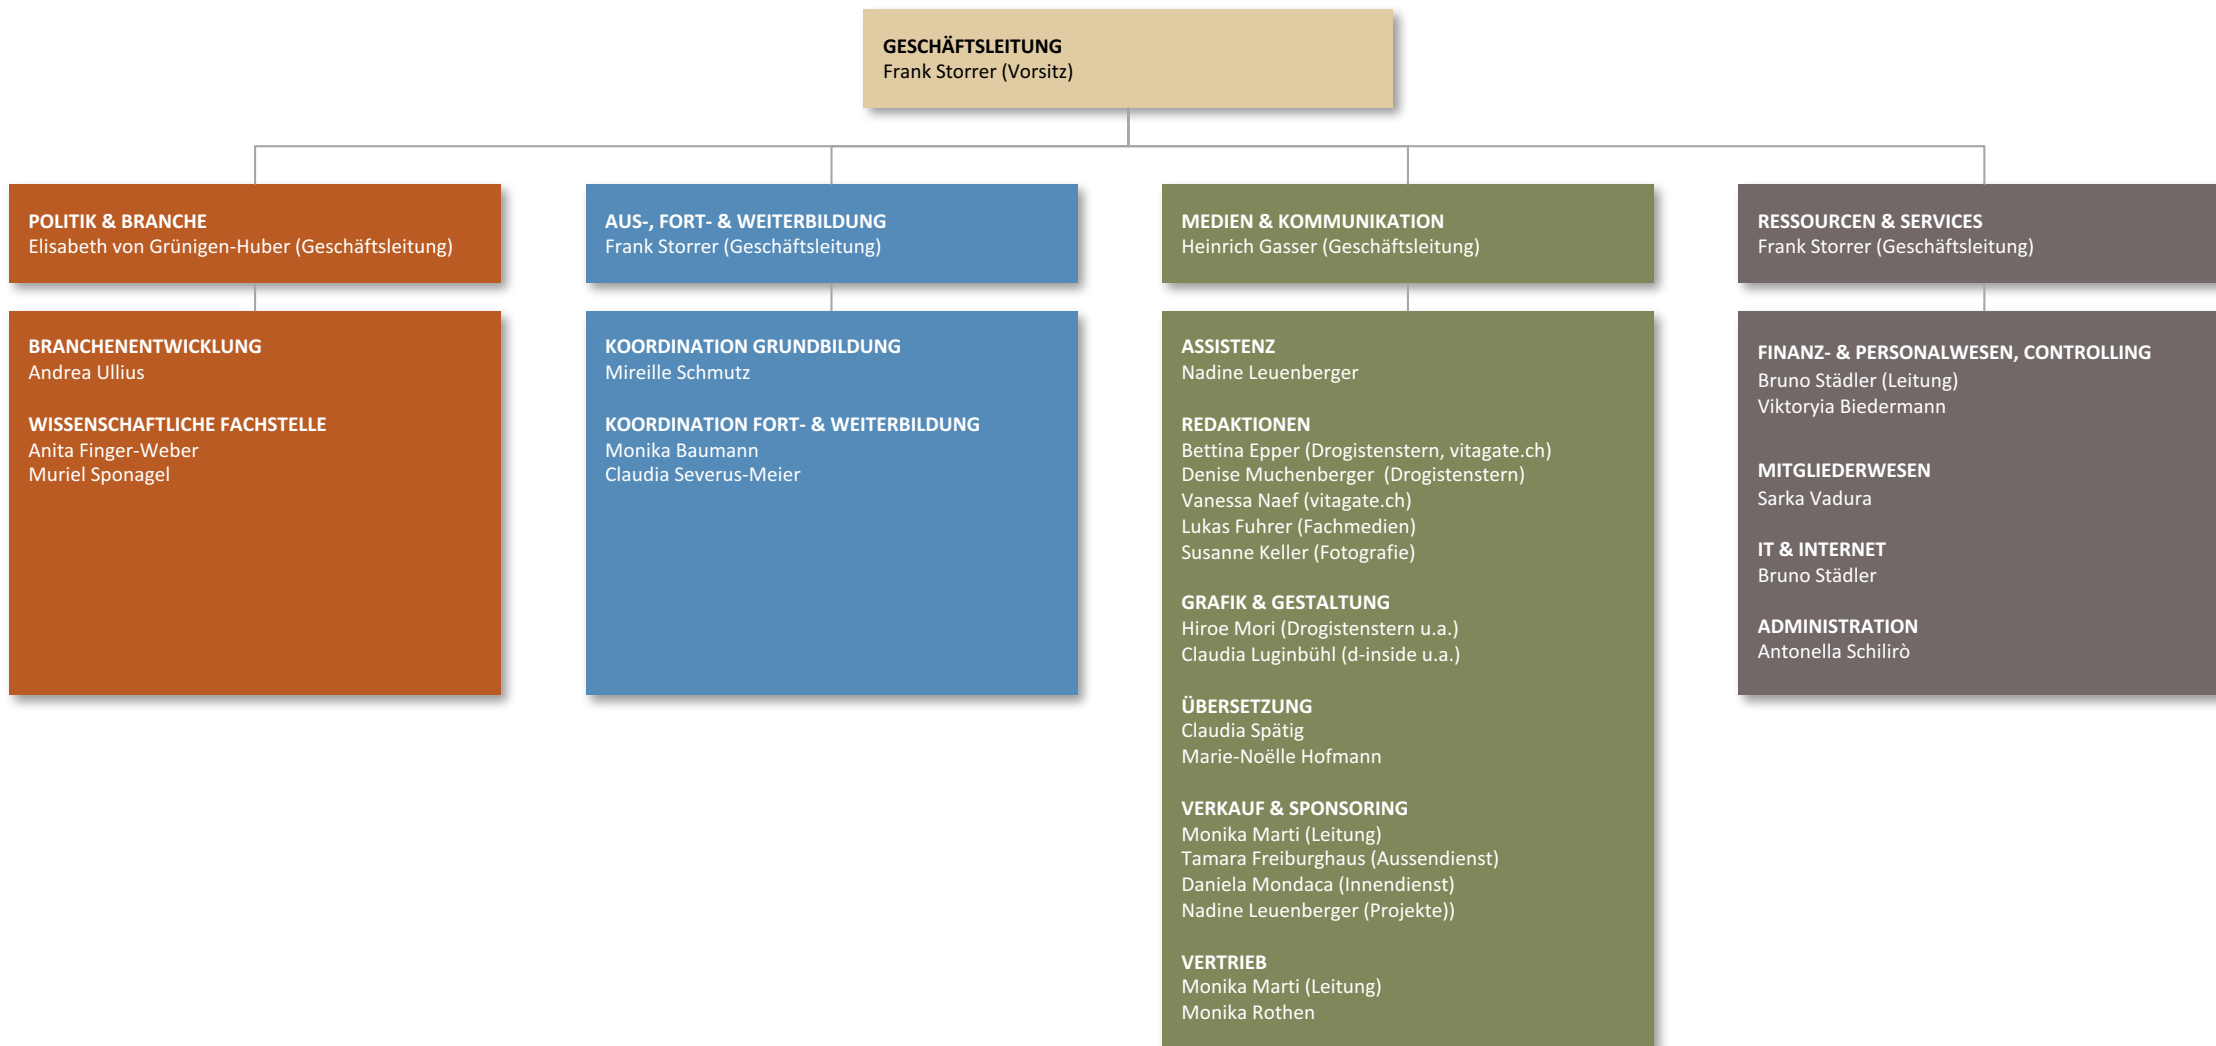 GESCHÄFTSLEITUNG
Frank Storrer (Vorsitz)
POLITIK & BRANCHE
Elisabeth von Grünigen-Huber (Geschäftsleitung)
BRANCHENENTWICKLUNG
Andrea Ullius
WISSENSCHAFTLICHE FACHSTELLE
Anita Finger-Weber
Muriel Sponagel
AUS-, FORT- & WEITERBILDUNG
Frank Storrer (Geschäftsleitung)
KOORDINATION GRUNDBILDUNG
Mireille Schmutz
KOORDINATION FORT- & WEITERBILDUNG
Monika Baumann
Claudia Severus-Meier
MEDIEN & KOMMUNIKATION
Heinrich Gasser (Geschäftsleitung)
ASSISTENZ
Nadine Leuenberger
REDAKTIONEN
Bettina Epper (Drogistenstern, vitagate.ch)
Denise Muchenberger (Drogistenstern)
Vanessa Naef (vitagate.ch)
Lukas Fuhrer (Fachmedien)
Susanne Keller (Fotografie)
GRAFIK & GESTALTUNG
Hiroe Mori (Drogistenstern u.a.)
Claudia Luginbühl (d-inside u.a.)
ÜBERSETZUNG
Claudia Spätig
Marie-Noëlle Hofmann
VERKAUF & SPONSORING
Monika Marti (Leitung)
Tamara Freiburghaus (Aussendienst)
Daniela Mondaca (Innendienst)
Nadine Leuenberger (Projekte))
VERTRIEB
Monika Marti (Leitung)
Monika Rothen
RESSOURCEN & SERVICES
Frank Storrer (Geschäftsleitung)
FINANZ- & PERSONALWESEN, CONTROLLING
Bruno Städler (Leitung)
Viktoryia Biedermann
MITGLIEDERWESEN
Sarka Vadura
IT & INTERNET
Bruno Städler
ADMINISTRATION
Antonella Schilirò